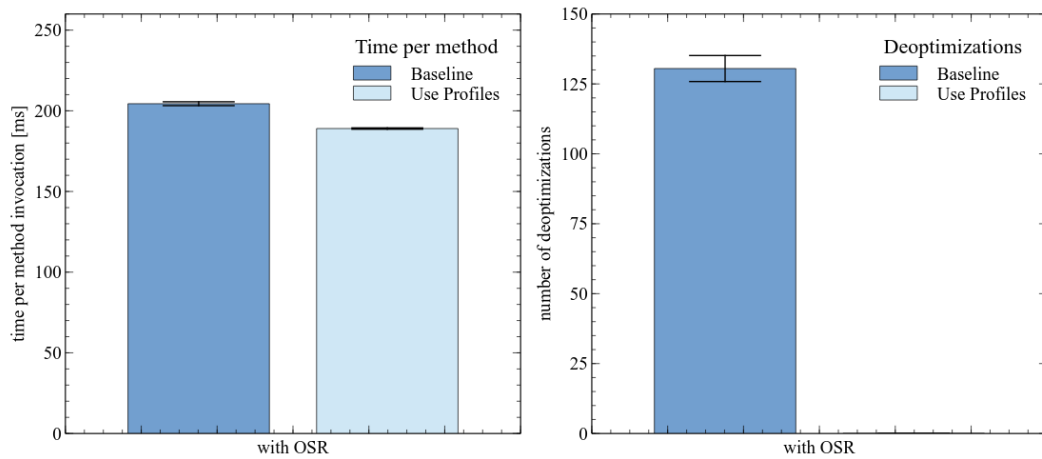 250
200
150
100
50
0
time per method invocation [ms]
Time per method
Baseline
Use Profiles
with OSR
150
125
100
75
50
25
0
number of deoptimizations
Deoptimizations
Baseline
Use Profiles
with OSR